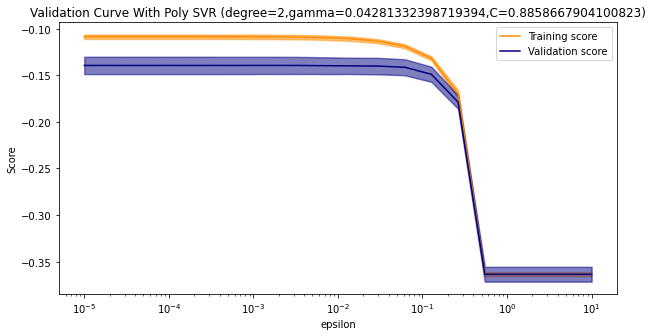 Validation Curve With Poly SVR (degree=2,gamma=0.04281332398719394,C=0.8858667904100823)
Training score
Validation score
Score
−0.10
−0.15
−0.20
−0.25
−0.30
−0.35
10⁻⁵
10⁻⁴
10⁻³
10⁻²
10⁻¹
10⁰
10¹
epsilon